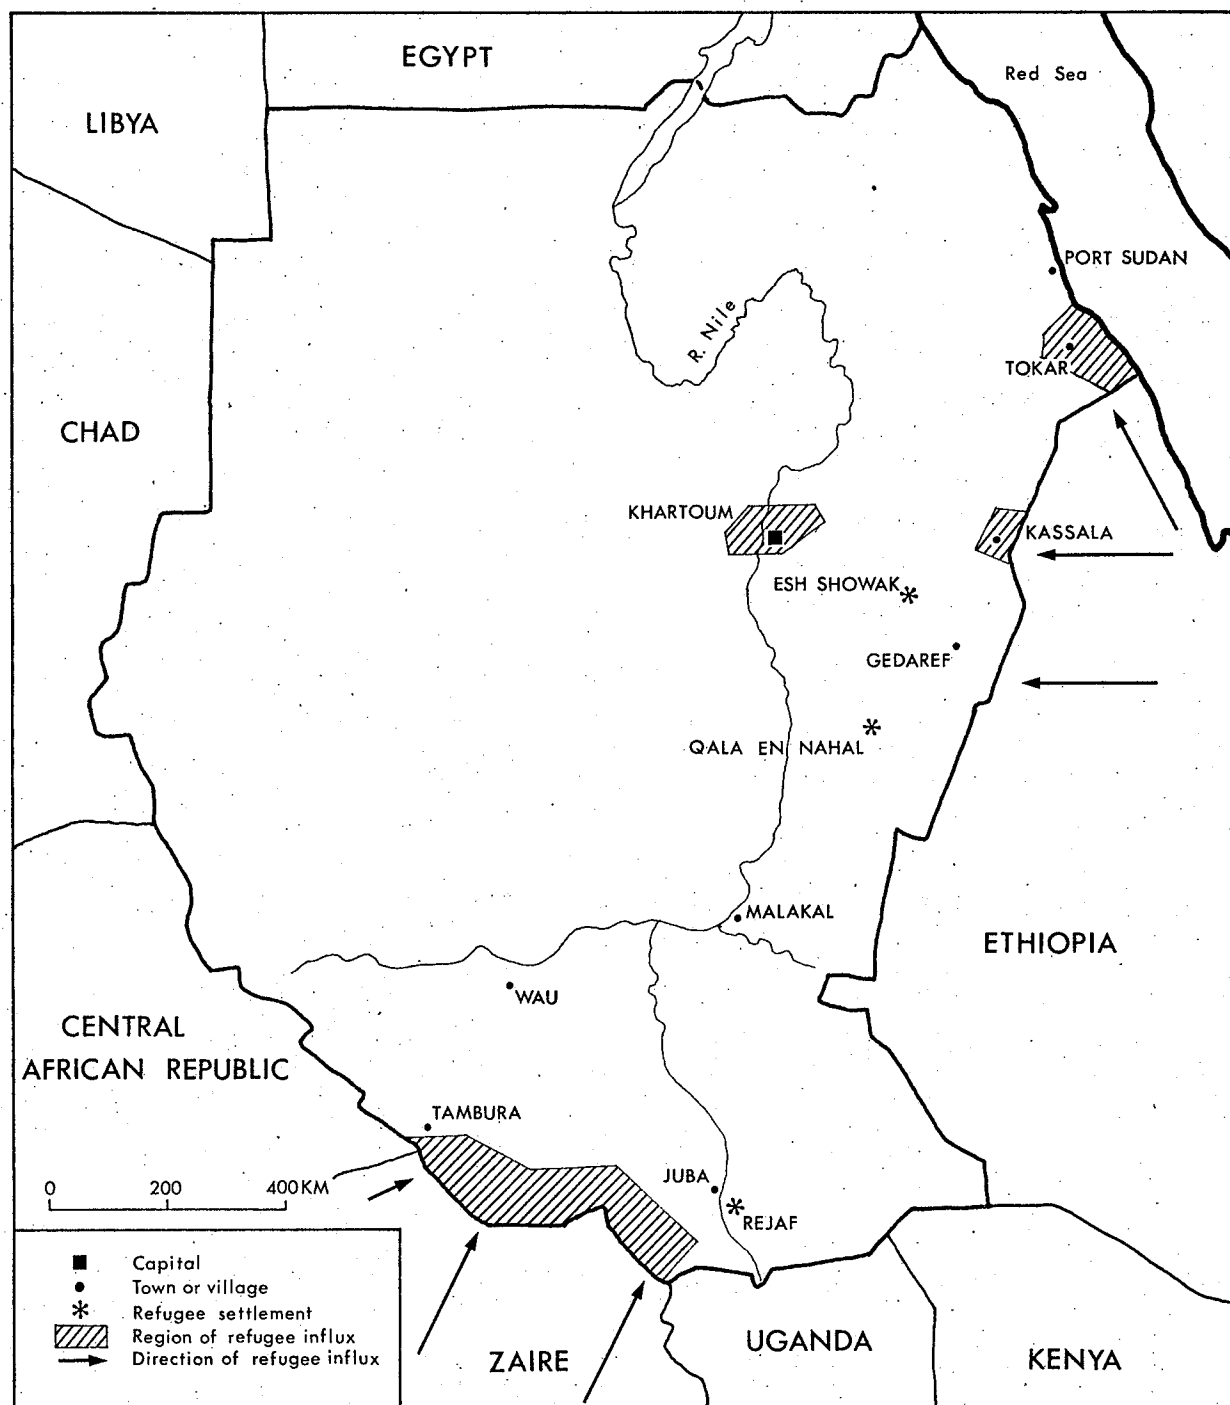 EGYPT
Red Sea
LIBYA
PORT SUDAN
R. Nile
TOKAR
CHAD
KHARTOUM
KASSALA
ESH SHOWAK
GEDAREF
QALA EN NAHAL
MALAKAL
ETHIOPIA
WAU
CENTRAL
AFRICAN REPUBLIC
TAMBURA
JUBA
REJAF
0 200 400 KM
Capital
Town or village
Refugee settlement
Region of refugee influx
Direction of refugee influx
ZAIRE
UGANDA
KENYA